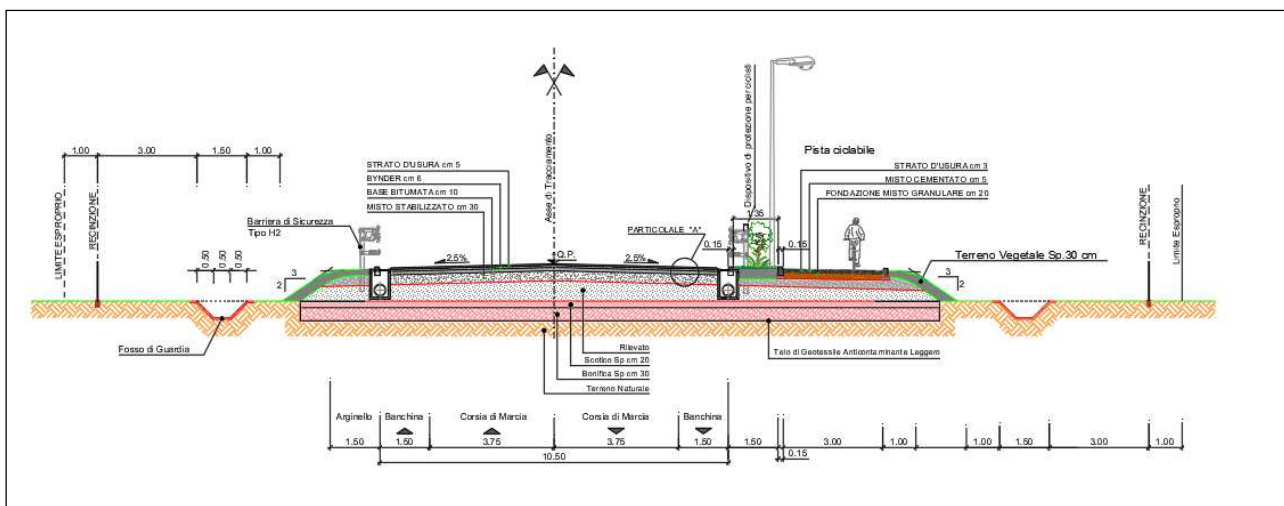 Dispositivo di protezione per ciclisti
Asse di Tracciamento
1.00
3.00
1.50
1.00
Pista ciclabile
STRATO D'USURA cm 5
BYNDER cm 6
BASE BITUMATA cm 10
MISTO STABILIZZATO cm 30
STRATO D'USURA cm 3
MISTO CEMENTATO cm 5
FONDAZIONE MISTO GRANULARE cm 20
LIMITE ESPROPRIO
RECINZIONE
RECINZIONE
Limite Esproprio
Barriera di Sicurezza
Tipo H2
1.35
PARTICOLALE "A"
0.15
0.15
0.50
0.50
0.50
2.5%
Q.P.
2.5%
Terreno Vegetale Sp.30 cm
3
2
3
2
Fosso di Guardia
Rilevato
Scotico Sp cm 20
Bonifica Sp cm 30
Terreno Naturale
Telo di Geotessile Anticontaminante Leggero
Arginello
Banchina
Corsia di Marcia
Corsia di Marcia
Banchina
1.50
1.50
3.75
3.75
1.50
1.50
3.00
1.00
1.00
1.50
3.00
1.00
10.50
0.15